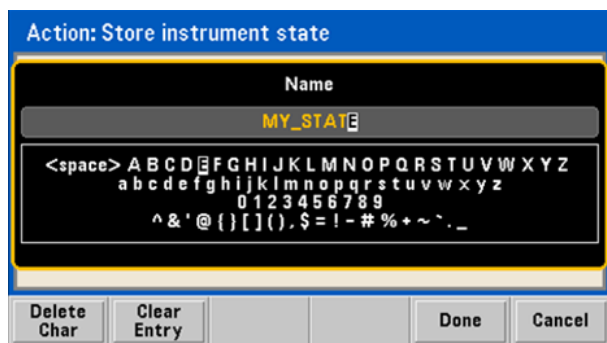 Action: Store instrument state
Name
MY_STATE
<space> A B C D E F G H I J K L M N O P Q R S T U V W X Y Z
a b c d e f g h i j k l m n o p q r s t u v w x y z
0 1 2 3 4 5 6 7 8 9
^ & ' @ { } [ ] ( ) , $ = ! - # % + ~ ` . _
Delete Char
Clear Entry
Done
Cancel